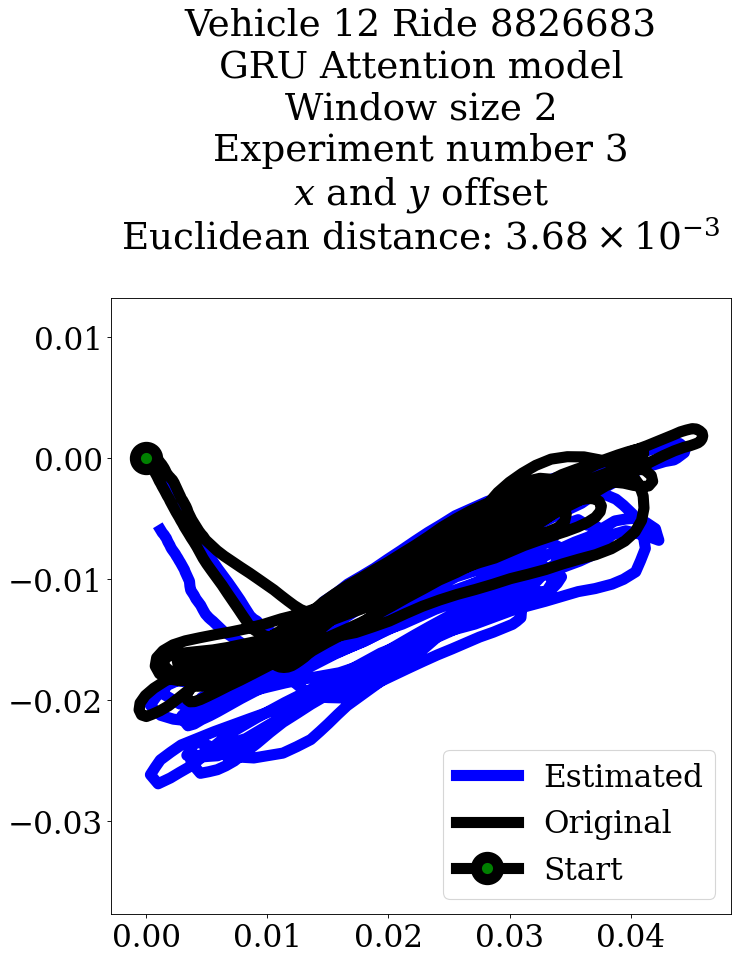 Vehicle 12 Ride 8826683
GRU Attention model
Window size 2
Experiment number 3
x and y offset
Euclidean distance: 3.68 × 10⁻³
0.01
0.00
−0.01
−0.02
−0.03
Estimated
Original
Start
0.00 0.01 0.02 0.03 0.04